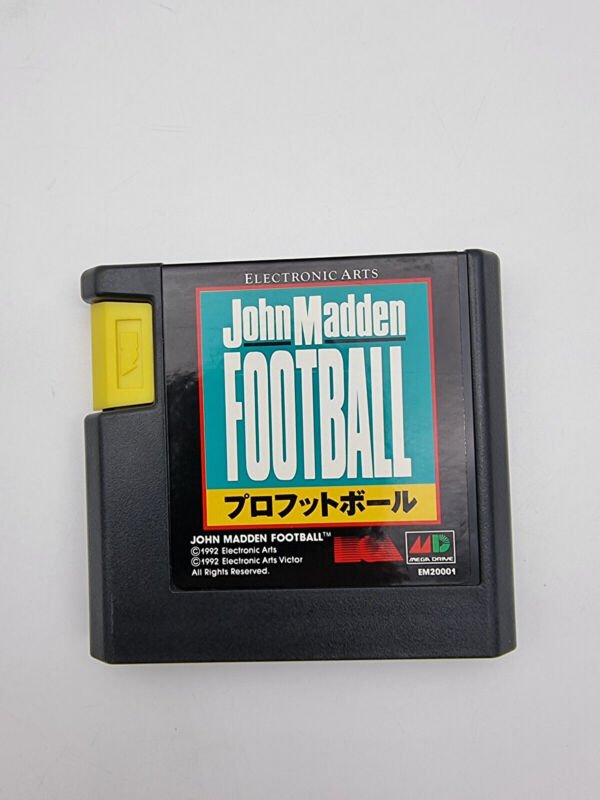 ELECTRONIC ARTS
John Madden
FOOTBALL
プロフットボール
JOHN MADDEN FOOTBALL™
©1992 Electronic Arts
©1992 Electronic Arts Victor
All Rights Reserved.
EA
MD
MEGA DRIVE
EM20001